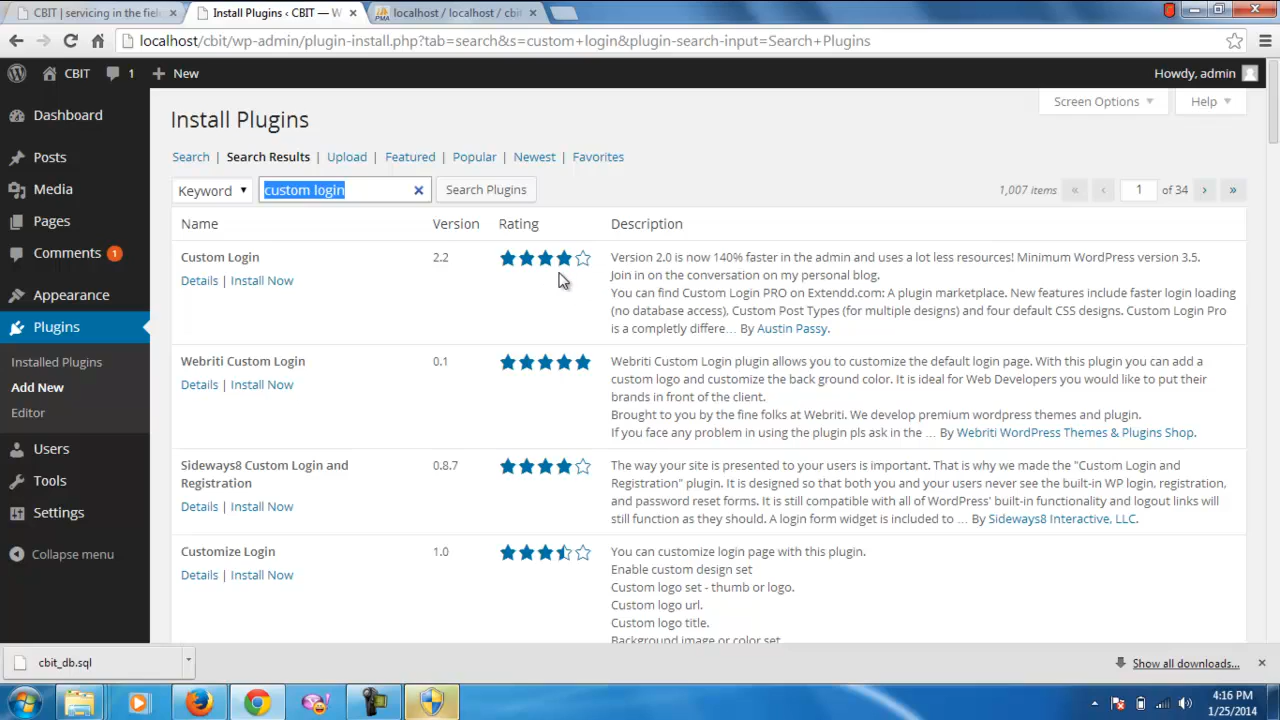 CBIT | servicing in the field
Install Plugins ‹ CBIT — W
localhost / localhost / cbit
localhost/cbit/wp-admin/plugin-install.php?tab=search&s=custom+login&plugin-search-input=Search+Plugins
CBIT
1
New
Howdy, admin
Screen Options
Help
Dashboard
Posts
Media
Pages
Comments 1
Appearance
Plugins
Installed Plugins
Add New
Editor
Users
Tools
Settings
Collapse menu
Install Plugins
Search | Search Results | Upload | Featured | Popular | Newest | Favorites
Keyword custom login Search Plugins 1,007 items « ‹ 1 of 34 › »
Name Version Rating Description
Custom Login 2.2
Details | Install Now
Version 2.0 is now 140% faster in the admin and uses a lot less resources! Minimum WordPress version 3.5.
Join in on the conversation on my personal blog.
You can find Custom Login PRO on Extendd.com: A plugin marketplace. New features include faster login loading
(no database access), Custom Post Types (for multiple designs) and four default CSS designs. Custom Login Pro
is a completly differe… By Austin Passy.
Webriti Custom Login 0.1
Details | Install Now
Webriti Custom Login plugin allows you to customize the default login page. With this plugin you can add a
custom logo and customize the back ground color. It is ideal for Web Developers you would like to put their
brands in front of the client.
Brought to you by the fine folks at Webriti. We develop premium wordpress themes and plugin.
If you face any problem in using the plugin pls ask in the … By Webriti WordPress Themes & Plugins Shop.
Sideways8 Custom Login and 0.8.7
Registration
Details | Install Now
The way your site is presented to your users is important. That is why we made the "Custom Login and
Registration" plugin. It is designed so that both you and your users never see the built-in WP login, registration,
and password reset forms. It is still compatible with all of WordPress' built-in functionality and logout links will
still function as they should. A login form widget is included to … By Sideways8 Interactive, LLC.
Customize Login 1.0
Details | Install Now
You can customize login page with this plugin.
Enable custom design set
Custom logo set - thumb or logo.
Custom logo url.
Custom logo title.
Background image or color set
cbit_db.sql
Show all downloads...
4:16 PM
1/25/2014